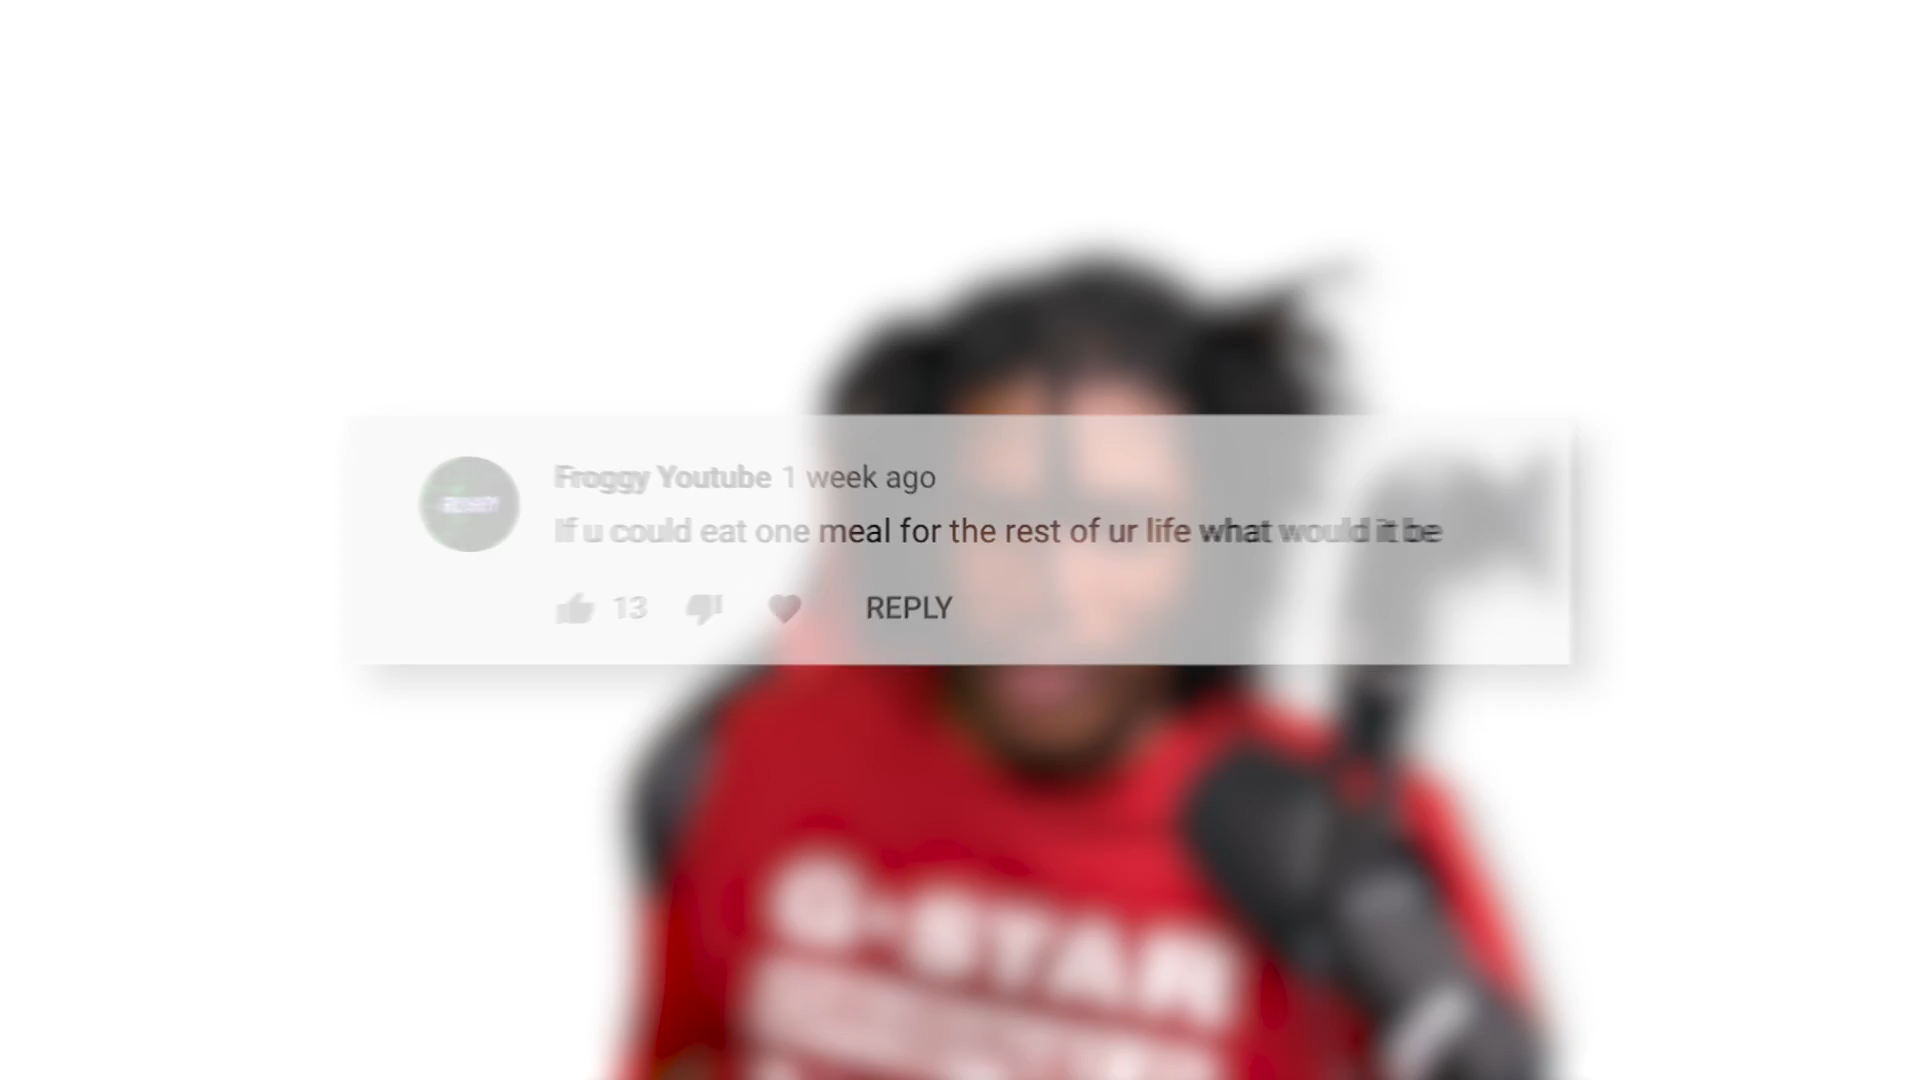 Froggy Youtube 1 week ago
If u could eat one meal for the rest of ur life what would it be
13 REPLY
G-STAR